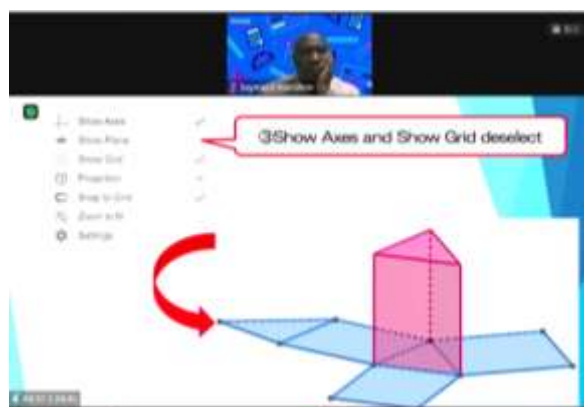 ③Show Axes and Show Grid deselect
Show Axes
Show Plane
Show Grid
Projection
Snap to Grid
Zoom to fit
Settings